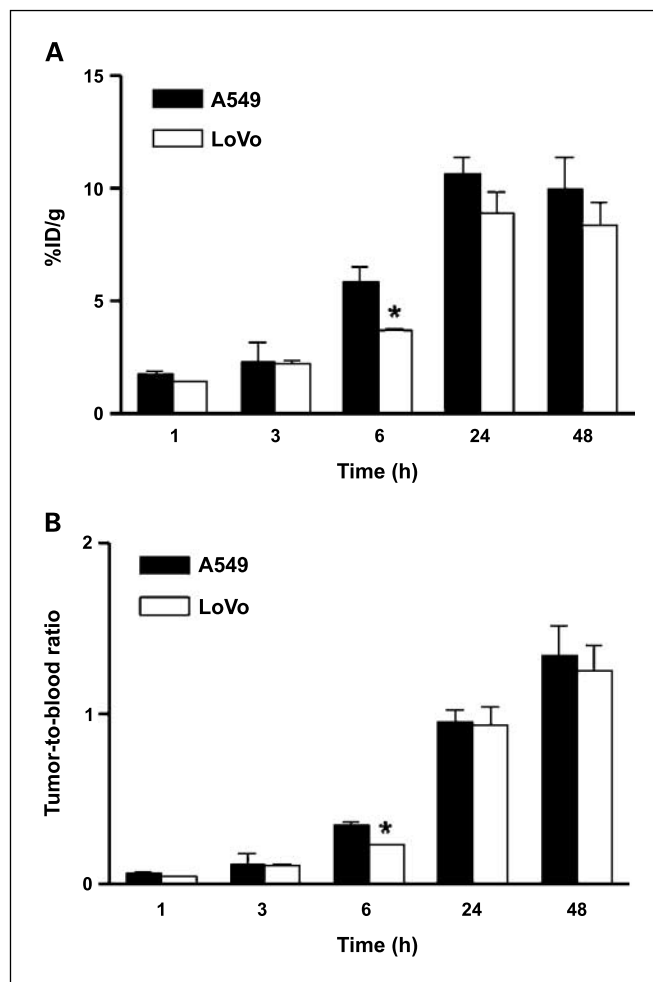 A
15
A549
LoVo
10
%ID/g
*
5
0
1 3 6 24 48
Time (h)
B
2
A549
LoVo
Tumor-to-blood ratio
1
*
0
1 3 6 24 48
Time (h)